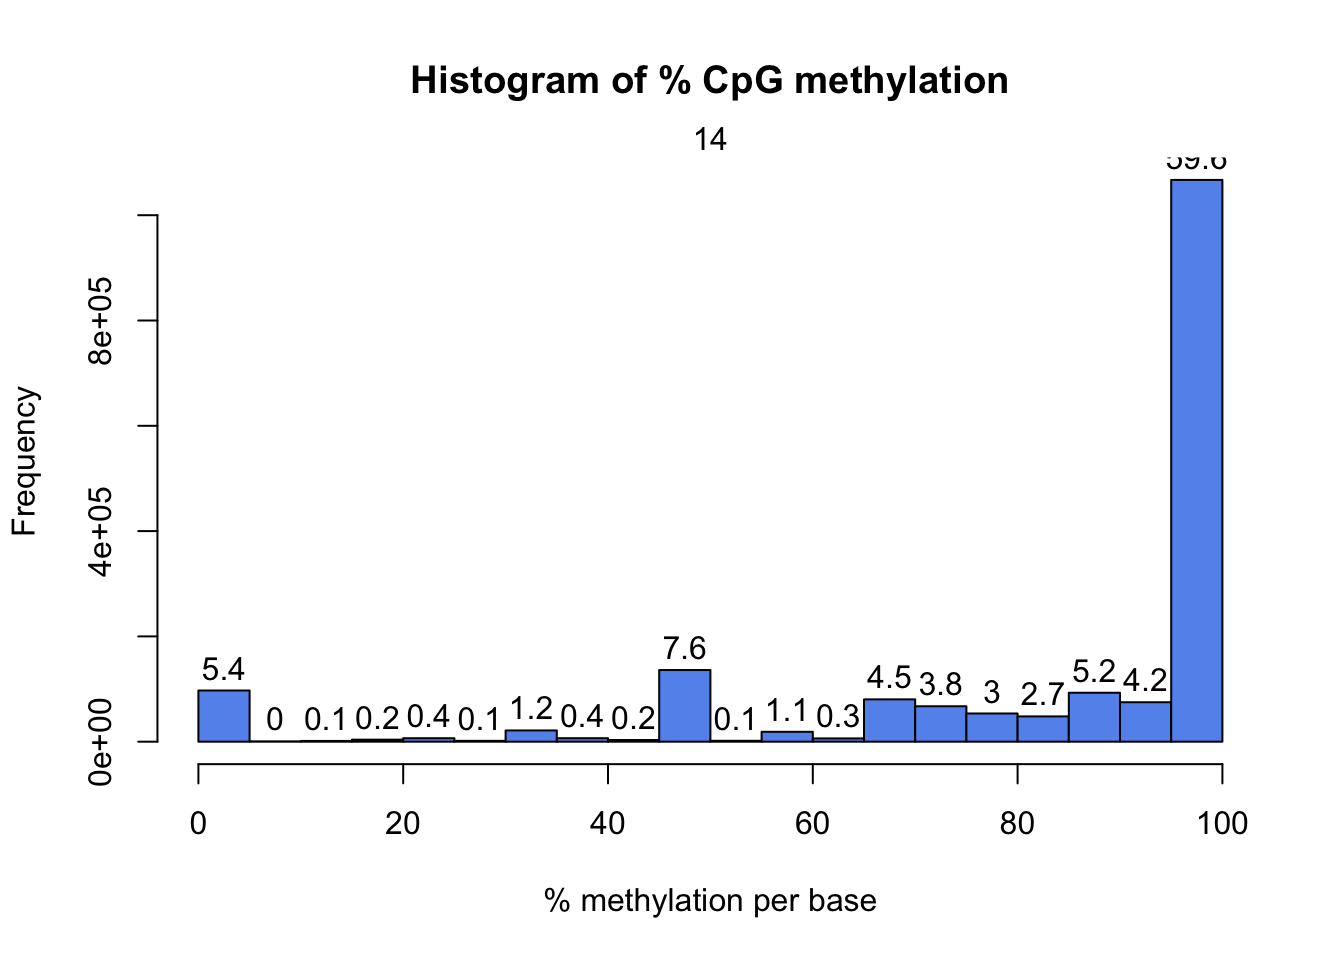 Histogram of % CpG methylation
14
59.6
8e+05
4e+05
0e+00
Frequency
5.4 0 0.1 0.2 0.4 0.1 1.2 0.4 0.2 7.6 0.1 1.1 0.3 4.5 3.8 3 2.7 5.2 4.2
0 20 40 60 80 100
% methylation per base